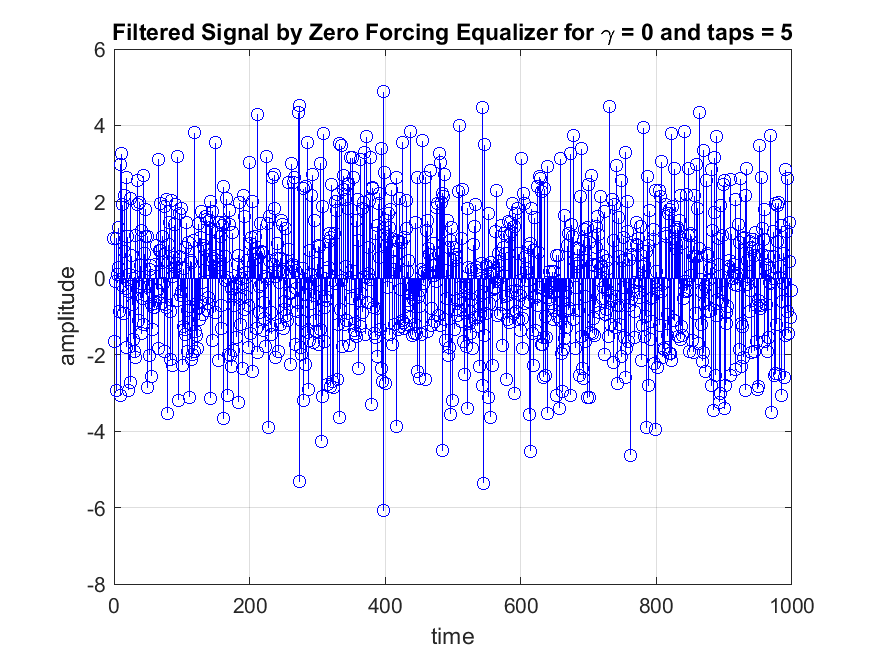 Filtered Signal by Zero Forcing Equalizer for γ = 0 and taps = 5
6
4
2
0
-2
-4
-6
-8
amplitude
0 200 400 600 800 1000
time